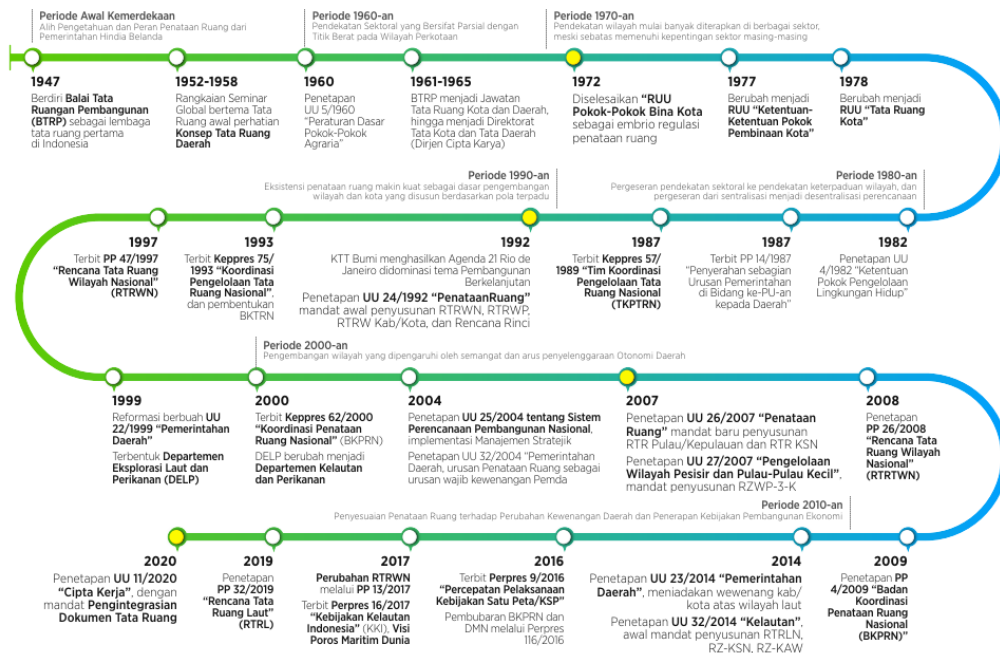 Periode Awal Kemerdekaan
Alih Pengetahuan dan Peran Penataan Ruang dari
Pemerintahan Hindia Belanda
Periode 1960-an
Pendekatan Sektoral yang Bersifat Parsial dengan
Titik Berat pada Wilayah Perkotaan
Periode 1970-an
Pendekatan wilayah mulai banyak diterapkan di berbagai sektor,
meski sebatas memenuhi kepentingan sektor masing-masing
1947
Berdiri Balai Tata
Ruangan Pembangunan
(BTRP) sebagai lembaga
tata ruang pertama
di Indonesia
1952-1958
Rangkaian Seminar
Global bertema Tata
Ruang awal perhatian
Konsep Tata Ruang
Daerah
1960
Penetapan
UU 5/1960
“Peraturan Dasar
Pokok-Pokok
Agraria”
1961-1965
BTRP menjadi Jawatan
Tata Ruang Kota dan Daerah,
hingga menjadi Direktorat
Tata Kota dan Tata Daerah
(Dirjen Cipta Karya)
1972
Diselesaikan “RUU
Pokok-Pokok Bina Kota
sebagai embrio regulasi
penataan ruang
1977
Berubah menjadi
RUU “Ketentuan-
Ketentuan Pokok
Pembinaan Kota”
1978
Berubah menjadi
RUU “Tata Ruang
Kota”
Periode 1990-an
Eksistensi penataan ruang makin kuat sebagai dasar pengembangan
wilayah dan kota yang disusun berdasarkan pola terpadu
Periode 1980-an
Pergeseran pendekatan sektoral ke pendekatan keterpaduan wilayah, dan
pergeseran dari sentralisasi menjadi desentralisasi perencanaan
1997
Terbit PP 47/1997
“Rencana Tata Ruang
Wilayah Nasional”
(RTRWN)
1993
Terbit Keppres 75/
1993 “Koordinasi
Pengelolaan Tata
Ruang Nasional”,
dan pembentukan
BKTRN
1992
KTT Bumi menghasilkan Agenda 21 Rio de
Janeiro didominasi tema Pembangunan
Berkelanjutan
Penetapan UU 24/1992 “PenataanRuang”
mandat awal penyusunan RTRWN, RTRWP,
RTRW Kab/Kota, dan Rencana Rinci
1987
Terbit Keppres 57/
1989 “Tim Koordinasi
Pengelolaan Tata
Ruang Nasional
(TKPTRN)
1987
Terbit PP 14/1987
“Penyerahan sebagian
Urusan Pemerintahan
di Bidang ke-PU-an
kepada Daerah”
1982
Penetapan UU
4/1982 “Ketentuan
Pokok Pengelolaan
Lingkungan Hidup”
Periode 2000-an
Pengembangan wilayah yang dipengaruhi oleh semangat dan arus penyelenggaraan Otonomi Daerah
1999
Reformasi berbuah UU
22/1999 “Pemerintahan
Daerah”
Terbentuk Departemen
Eksplorasi Laut dan
Perikanan (DELP)
2000
Terbit Keppres 62/2000
“Koordinasi Penataan
Ruang Nasional” (BKPRN)
DELP berubah menjadi
Departemen Kelautan
dan Perikanan
2004
Penetapan UU 25/2004 tentang Sistem
Perencanaan Pembangunan Nasional,
implementasi Manajemen Stratejik
Penetapan UU 32/2004 “Pemerintahan
Daerah, urusan Penataan Ruang sebagai
urusan wajib kewenangan Pemda
2007
Penetapan UU 26/2007 “Penataan
Ruang” mandat baru penyusunan
RTR Pulau/Kepulauan dan RTR KSN
Penetapan UU 27/2007 “Pengelolaan
Wilayah Pesisir dan Pulau-Pulau Kecil”,
mandat penyusunan RZWP-3-K
2008
Penetapan
PP 26/2008
“Rencana Tata
Ruang Wilayah
Nasional”
(RTRTWN)
Periode 2010-an
Penyesuaian Penataan Ruang terhadap Perubahan Kewenangan Daerah dan Penerapan Kebijakan Pembangunan Ekonomi
2020
Penetapan UU 11/2020
“Cipta Kerja”, dengan
mandat Pengintegrasian
Dokumen Tata Ruang
2019
Penetapan
PP 32/2019
“Rencana Tata
Ruang Laut”
(RTRL)
2017
Perubahan RTRWN
melalui PP 13/2017
Terbit Perpres 16/2017
“Kebijakan Kelautan
Indonesia” (KKI), Visi
Poros Maritim Dunia
2016
Terbit Perpres 9/2016
“Percepatan Pelaksanaan
Kebijakan Satu Peta/KSP”
Pembubaran BKPRN dan
DMN melalui Perpres
116/2016
2014
Penetapan UU 23/2014 “Pemerintahan
Daerah”, meniadakan wewenang kab/
kota atas wilayah laut
Penetapan UU 32/2014 “Kelautan”,
awal mandat penyusunan RTRLN,
RZ-KSN, RZ-KAW
2009
Penetapan PP
4/2009 “Badan
Koordinasi
Penataan Ruang
Nasional
(BKPRN)”